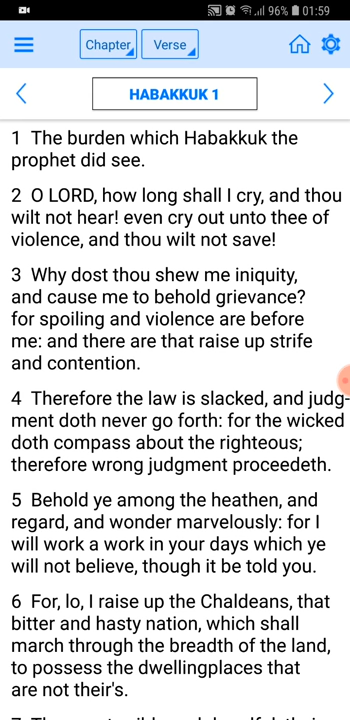 96% 01:59
Chapter Verse
HABAKKUK 1
1 The burden which Habakkuk the
prophet did see.
2 O LORD, how long shall I cry, and thou
wilt not hear! even cry out unto thee of
violence, and thou wilt not save!
3 Why dost thou shew me iniquity,
and cause me to behold grievance?
for spoiling and violence are before
me: and there are that raise up strife
and contention.
4 Therefore the law is slacked, and judg-
ment doth never go forth: for the wicked
doth compass about the righteous;
therefore wrong judgment proceedeth.
5 Behold ye among the heathen, and
regard, and wonder marvelously: for I
will work a work in your days which ye
will not believe, though it be told you.
6 For, lo, I raise up the Chaldeans, that
bitter and hasty nation, which shall
march through the breadth of the land,
to possess the dwellingplaces that
are not their's.